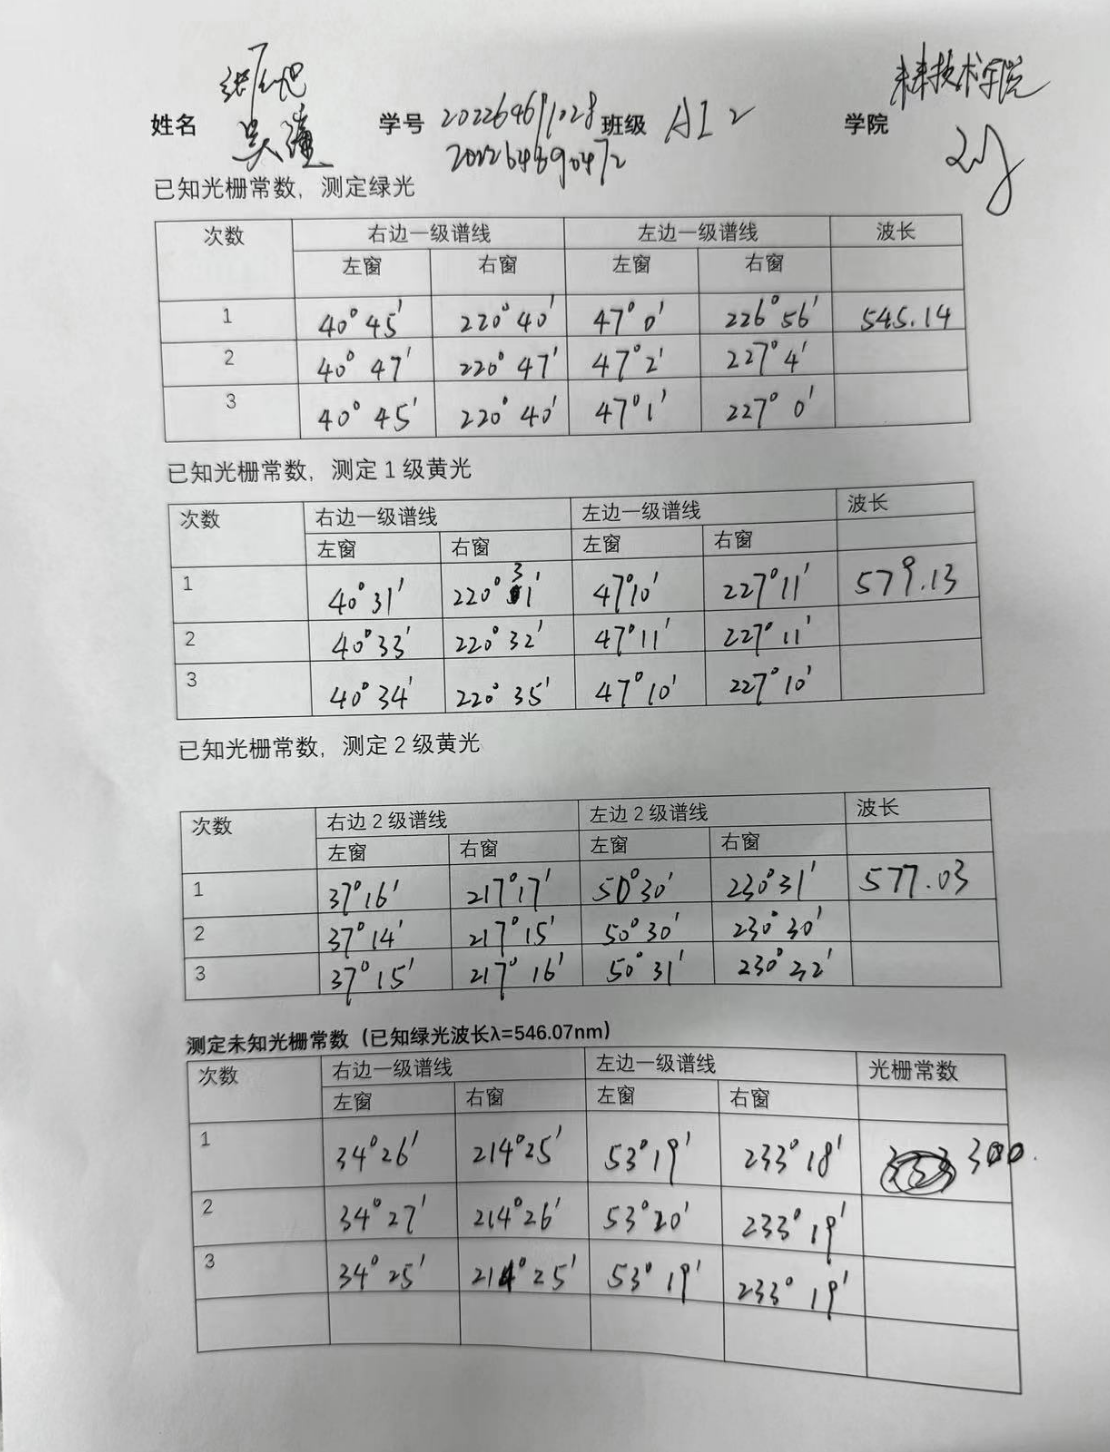 未来技术学院
姓名 吴 学号 202264691028 班级 AI 2 学院
202264690472
已知光栅常数，测定绿光
次数 右边一级谱线 左边一级谱线 波长
左窗 右窗 左窗 右窗
1 40°45′ 220°40′ 47°0′ 226°56′ 545.14
2 40°47′ 220°47′ 47°2′ 227°4′
3 40°45′ 220°40′ 47°1′ 227°0′
已知光栅常数，测定 1 级黄光
次数 右边一级谱线 左边一级谱线 波长
左窗 右窗 左窗 右窗
1 40°31′ 220°31′ 47°10′ 227°11′ 579.13
2 40°33′ 220°32′ 47°11′ 227°11′
3 40°34′ 220°35′ 47°10′ 227°10′
已知光栅常数，测定 2 级黄光
次数 右边 2 级谱线 左边 2 级谱线 波长
左窗 右窗 左窗 右窗
1 37°16′ 217°17′ 50°30′ 230°31′ 577.03
2 37°14′ 217°15′ 50°30′ 230°30′
3 37°15′ 217°16′ 50°31′ 230°32′
测定未知光栅常数（已知绿光波长λ=546.07nm）
次数 右边一级谱线 左边一级谱线 光栅常数
左窗 右窗 左窗 右窗
1 34°26′ 214°25′ 53°19′ 233°18′ 300
2 34°27′ 214°26′ 53°20′ 233°19′
3 34°25′ 214°25′ 53°19′ 233°19′